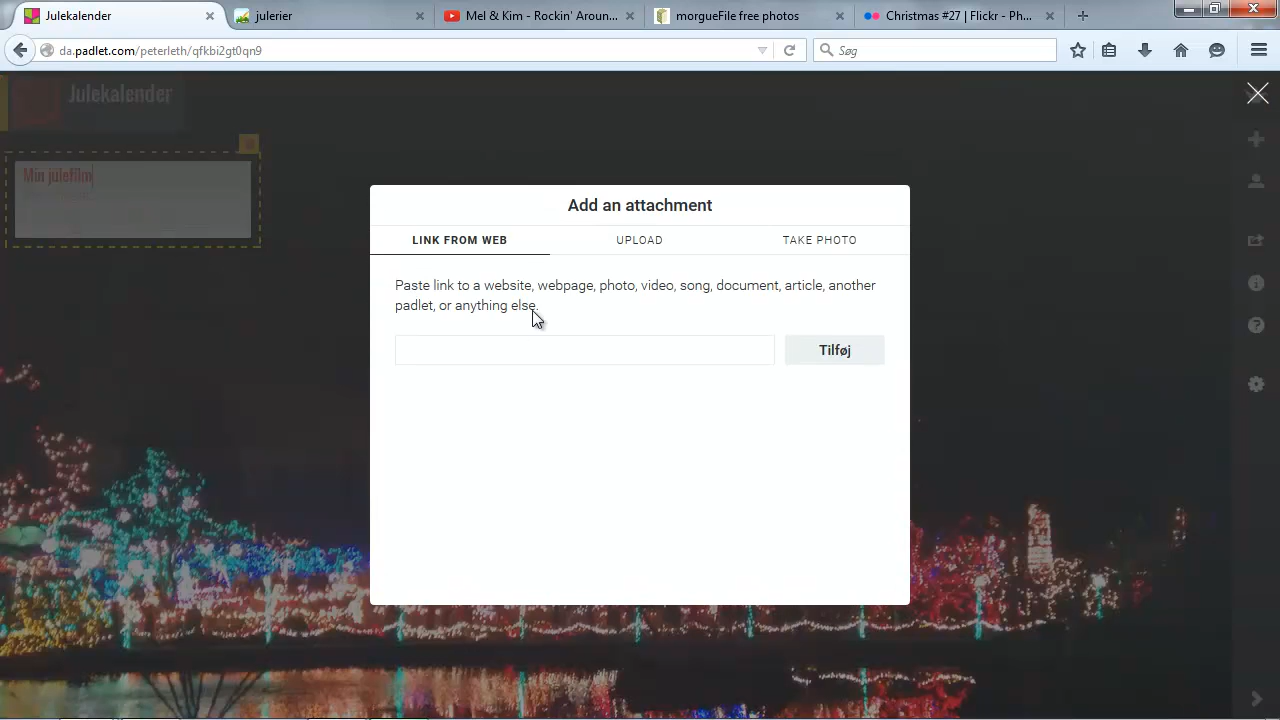 Julekalender
julerier
Mel & Kim - Rockin' Aroun...
morgueFile free photos
Christmas #27 | Flickr - Ph...
da.padlet.com/peterleth/qfkbi2gt0qn9
Søg
Julekalender
Min julefilm
Add an attachment
LINK FROM WEB
UPLOAD
TAKE PHOTO
Paste link to a website, webpage, photo, video, song, document, article, another
padlet, or anything else.
Tilføj